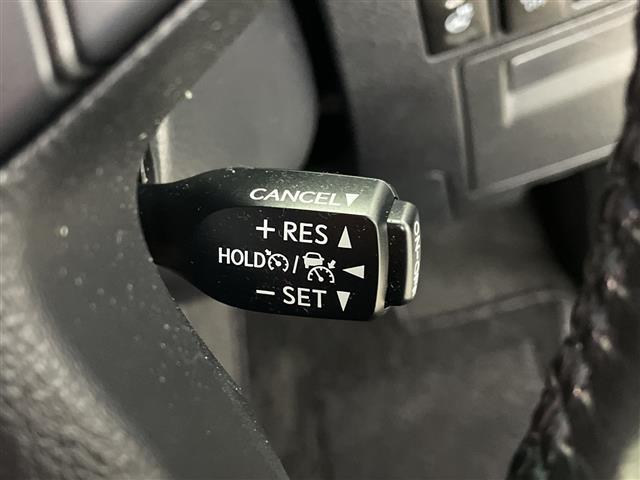 CANCEL▼
+ RES ▲
HOLD / ◄
− SET ▼
ON-OFF